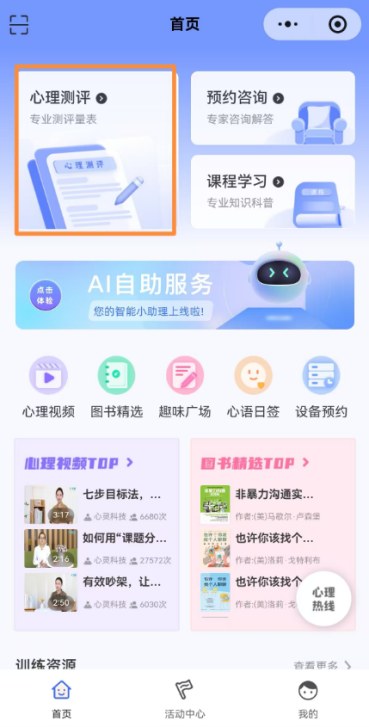 首页
心理测评
专业测评量表
心理测评
预约咨询
专家咨询解答
课程学习
专业知识科普
点击
体验
AI自助服务
您的智能小助理上线啦!
心理视频
图书精选
趣味广场
心语日签
设备预约
心理视频TOP
3:17
七步目标法，...
心灵科技 6680次
2:16
如何用“课题分...
心灵科技 27572次
2:50
有效吵架，让...
心灵科技 6030次
图书精选TOP
非暴力沟通实...
作者:(美)马歇尔·卢森堡
也许你该找个...
作者:(美)洛莉·戈特利布
也许你该找个...
作者:(美)洛莉·戈
心理
热线
训练资源
查看更多
首页
活动中心
我的